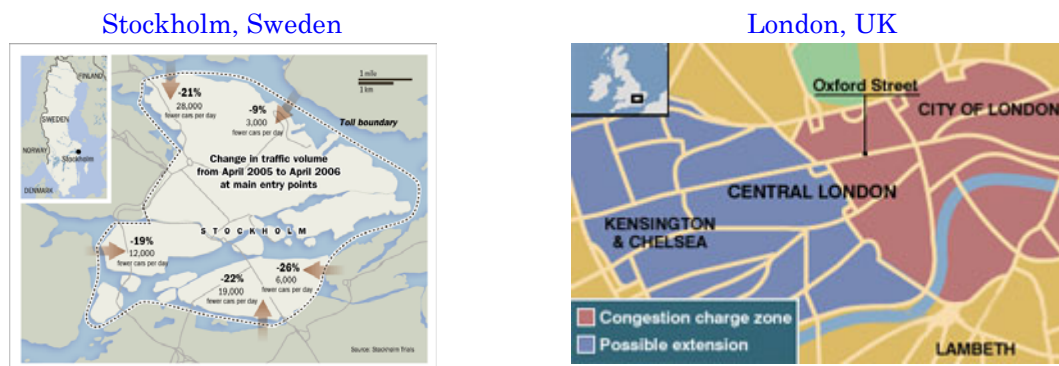 Stockholm, Sweden
FINLAND
SWEDEN
NORWAY
Stockholm
DENMARK
-21%
28,000
fewer cars per day
-9%
3,000
fewer cars per day
1 mile
1 km
Toll boundary
Change in traffic volume
from April 2005 to April 2006
at main entry points
STOCKHOLM
-19%
12,000
fewer cars per day
-22%
19,000
fewer cars per day
-26%
6,000
fewer cars per day
Source: Stockholm Trials
London, UK
Oxford Street
CITY OF LONDON
CENTRAL LONDON
KENSINGTON
& CHELSEA
Congestion charge zone
Possible extension
LAMBETH